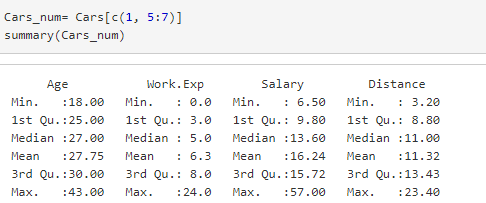 Cars_num= Cars[c(1, 5:7)]
summary(Cars_num)
Age Work.Exp Salary Distance
Min. :18.00 Min. : 0.0 Min. : 6.50 Min. : 3.20
1st Qu.:25.00 1st Qu.: 3.0 1st Qu.: 9.80 1st Qu.: 8.80
Median :27.00 Median : 5.0 Median :13.60 Median :11.00
Mean :27.75 Mean : 6.3 Mean :16.24 Mean :11.32
3rd Qu.:30.00 3rd Qu.: 8.0 3rd Qu.:15.72 3rd Qu.:13.43
Max. :43.00 Max. :24.0 Max. :57.00 Max. :23.40